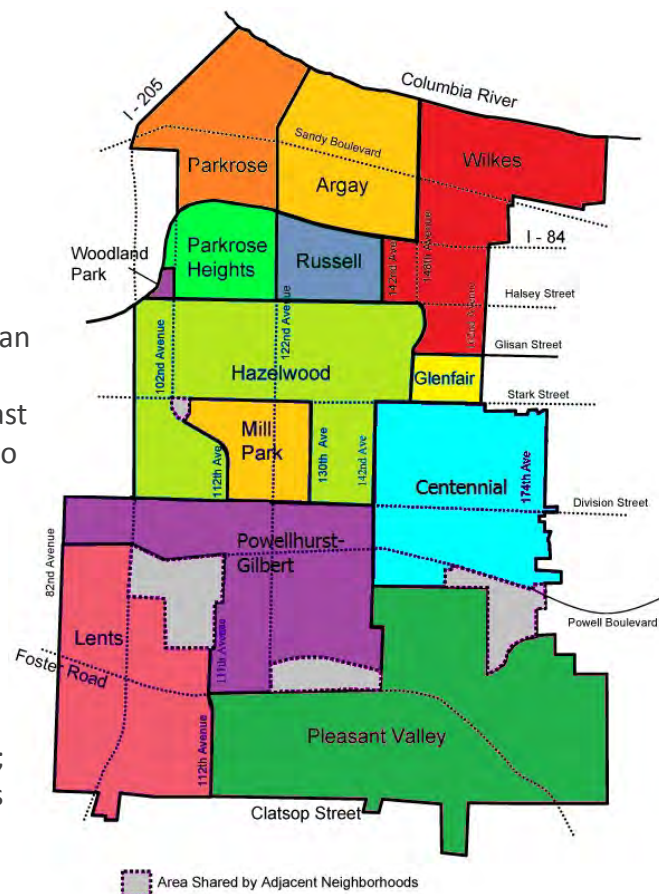 Columbia River
I - 205
Sandy Boulevard
Wilkes
Parkrose
Argay
I - 84
Woodland
Park
Parkrose
Heights
Russell
142nd Avenue
148th Avenue
Halsey Street
122nd Avenue
an
102nd Avenue
Glisan Street
Hazelwood
Glenfair
Stark Street
ast
o
Mill
Park
112th Ave
130th Ave
142nd Ave
Centennial
174th Ave
Division Street
82nd Avenue
Powellhurst-
Gilbert
Powell Boulevard
Lents
111th Avenue
Foster Road
112th Avenue
Pleasant Valley
;
s
Clatsop Street
Area Shared by Adjacent Neighborhoods